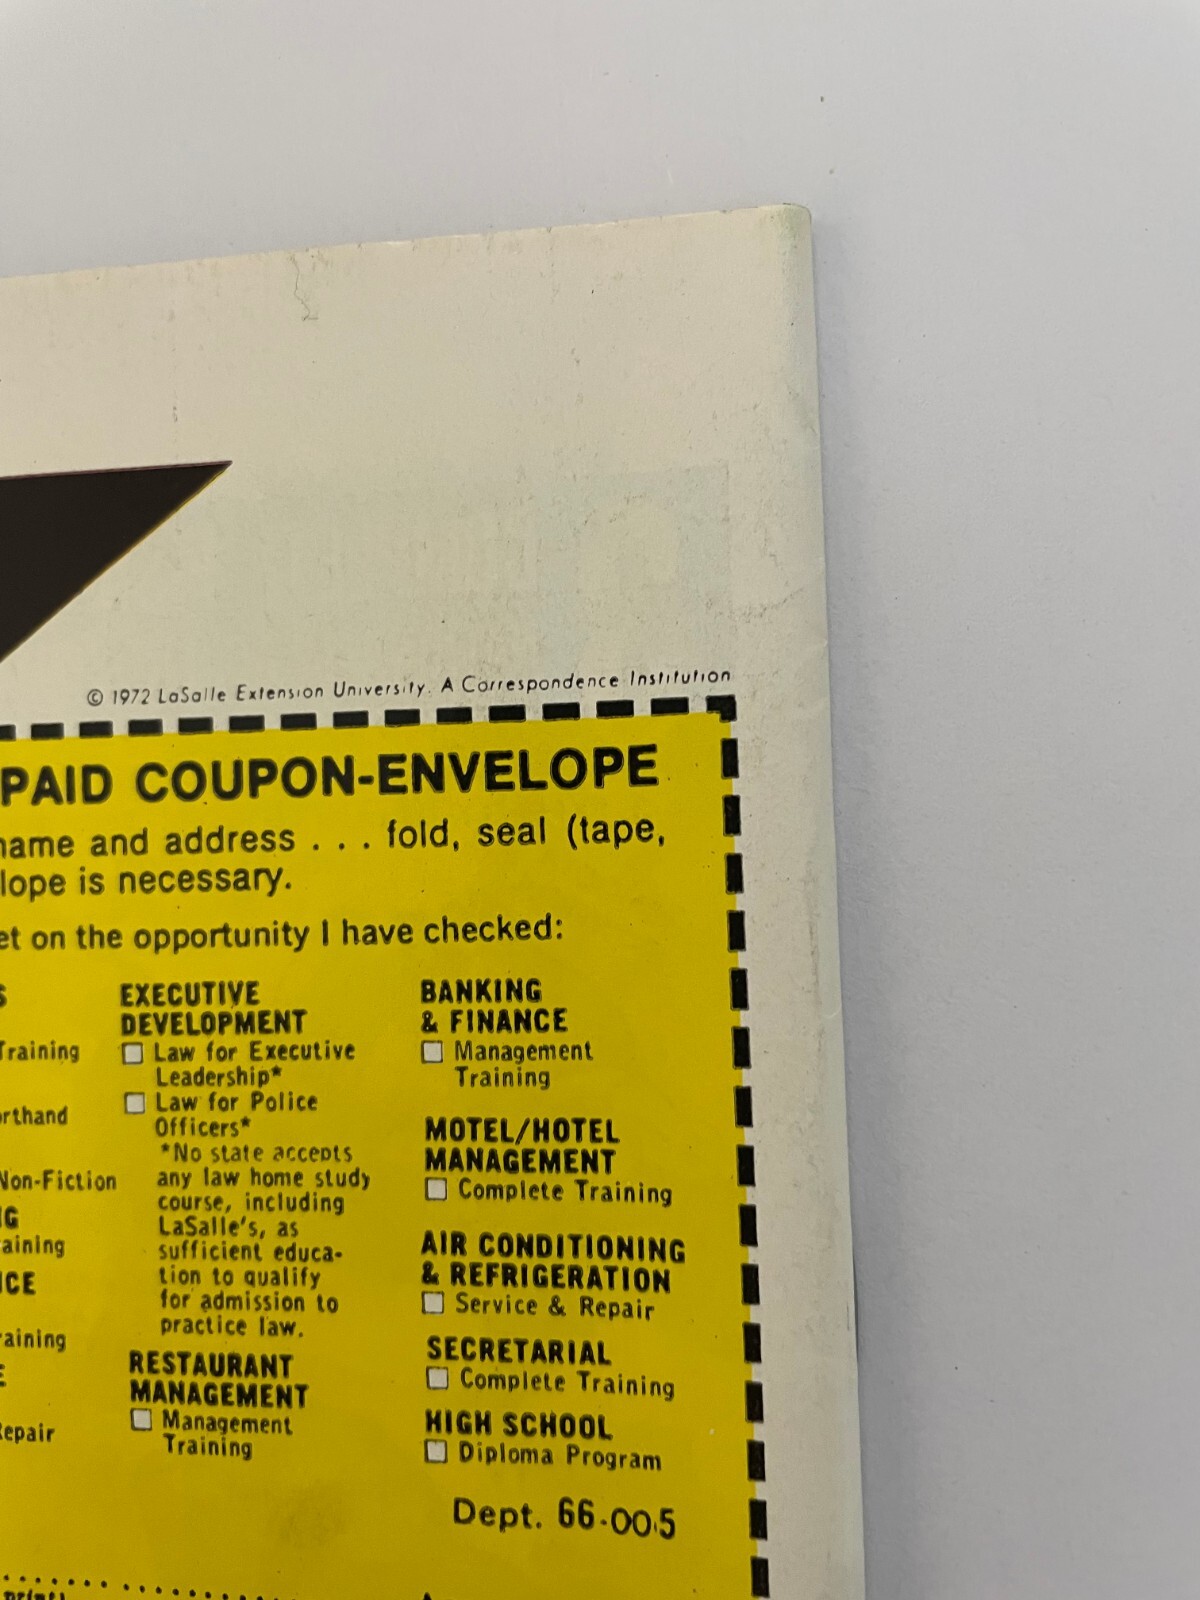 © 1972 LaSalle Extension University. A Correspondence Institution
PAID COUPON-ENVELOPE
name and address . . . fold, seal (tape,
lope is necessary.
et on the opportunity I have checked:
S
Training
orthand
Non-Fiction
G
aining
CE
aining
E
Repair
EXECUTIVE
DEVELOPMENT
Law for Executive
Leadership*
Law for Police
Officers*
*No state accepts
any law home study
course, including
LaSalle's, as
sufficient educa-
tion to qualify
for admission to
practice law.
RESTAURANT
MANAGEMENT
Management
Training
BANKING
& FINANCE
Management
Training
MOTEL/HOTEL
MANAGEMENT
Complete Training
AIR CONDITIONING
& REFRIGERATION
Service & Repair
SECRETARIAL
Complete Training
HIGH SCHOOL
Diploma Program
Dept. 66-005
print)